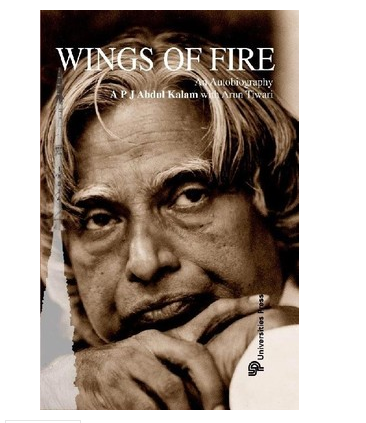 WINGS OF FIRE
An Autobiography
A P J Abdul Kalam with Arun Tiwari
Universities Press